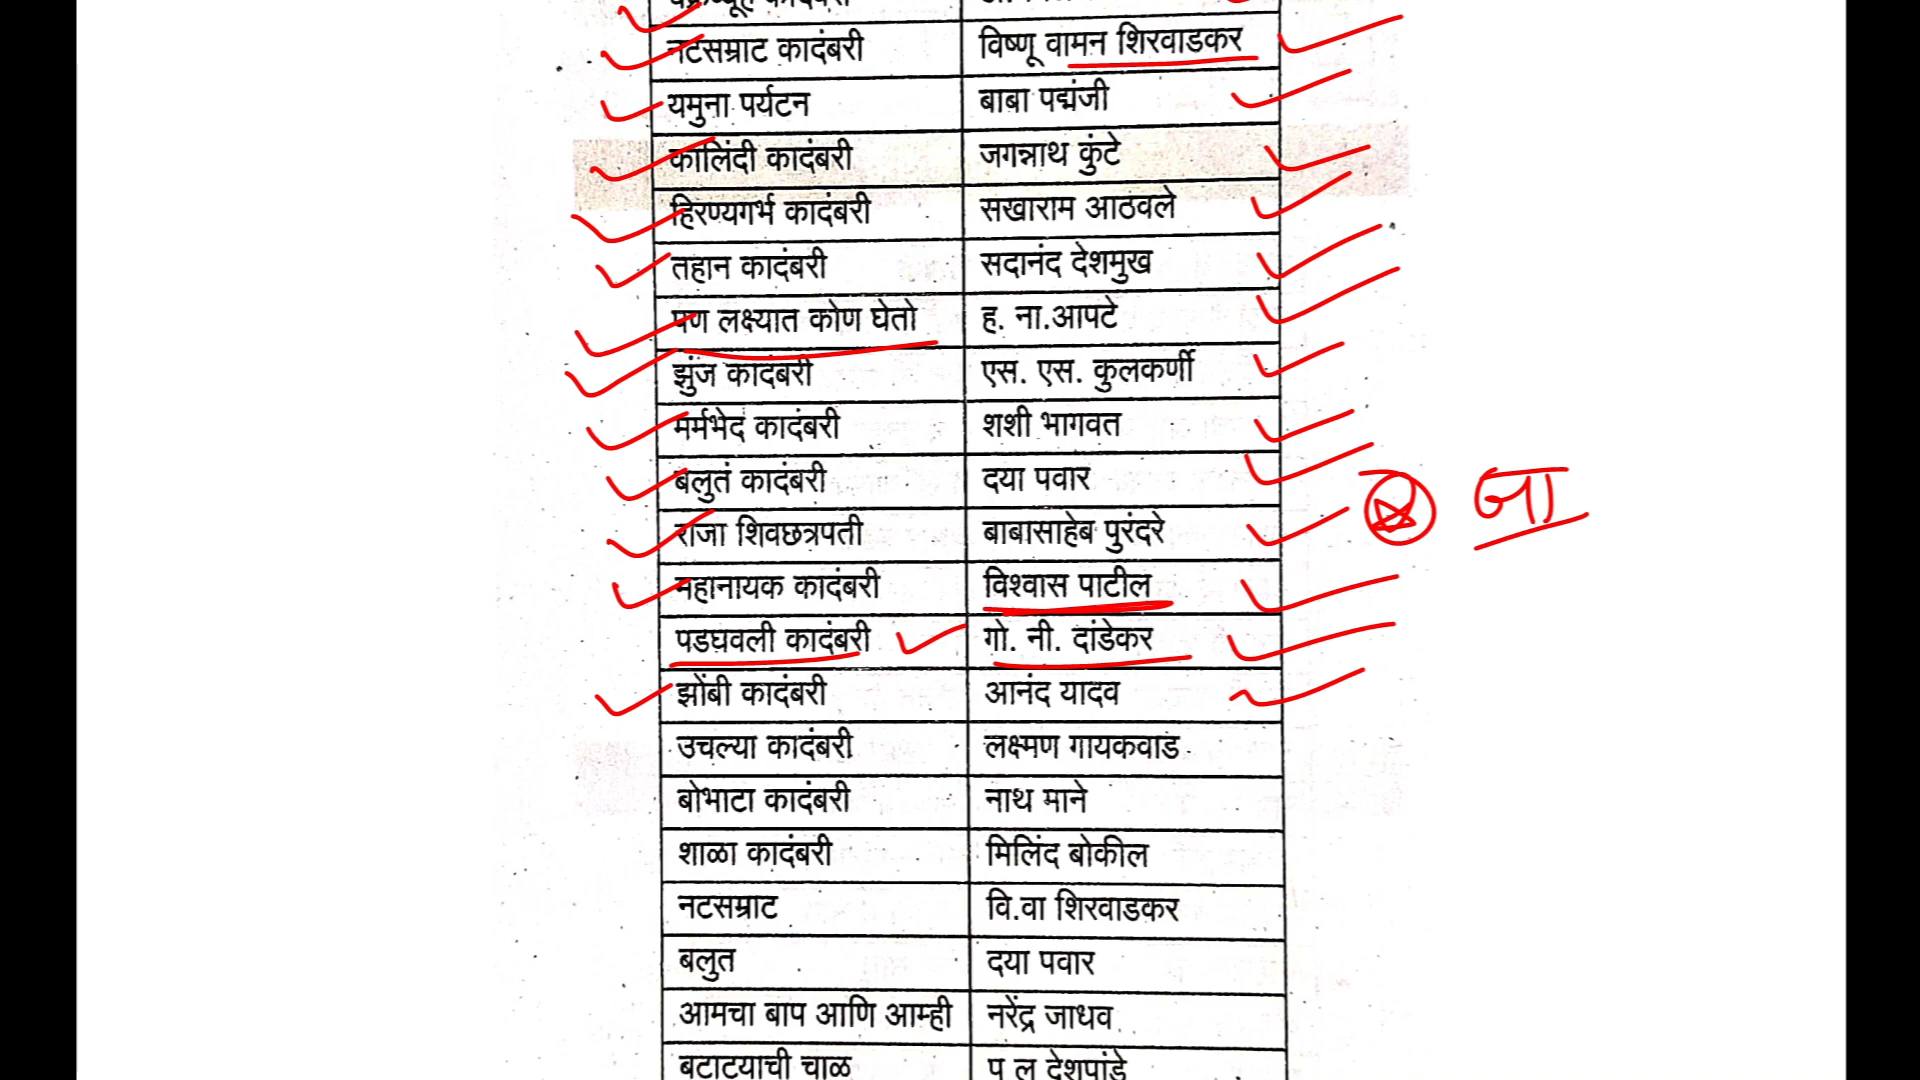 नटसम्राट कादंबरी विष्णू वामन शिरवाडकर
यमुना पर्यटन बाबा पद्मंजी
कालिंदी कादंबरी जगन्नाथ कुंटे
हिरण्यगर्भ कादंबरी सखाराम आठवले
तहान कादंबरी सदानंद देशमुख
पण लक्ष्यात कोण घेतो ह. ना.आपटे
झुंज कादंबरी एस. एस. कुलकर्णी
मर्मभेद कादंबरी शशी भागवत
बलुतं कादंबरी दया पवार
राजा शिवछत्रपती बाबासाहेब पुरंदरे
महानायक कादंबरी विश्वास पाटील
पडघवली कादंबरी गो. नी. दांडेकर
झोंबी कादंबरी आनंद यादव
उचल्या कादंबरी लक्ष्मण गायकवाड
बोभाटा कादंबरी नाथ माने
शाळा कादंबरी मिलिंद बोकील
नटसम्राट वि.वा शिरवाडकर
बलुत दया पवार
आमचा बाप आणि आम्ही नरेंद्र जाधव
बटाटयाची चाळ प ल देशपांडे